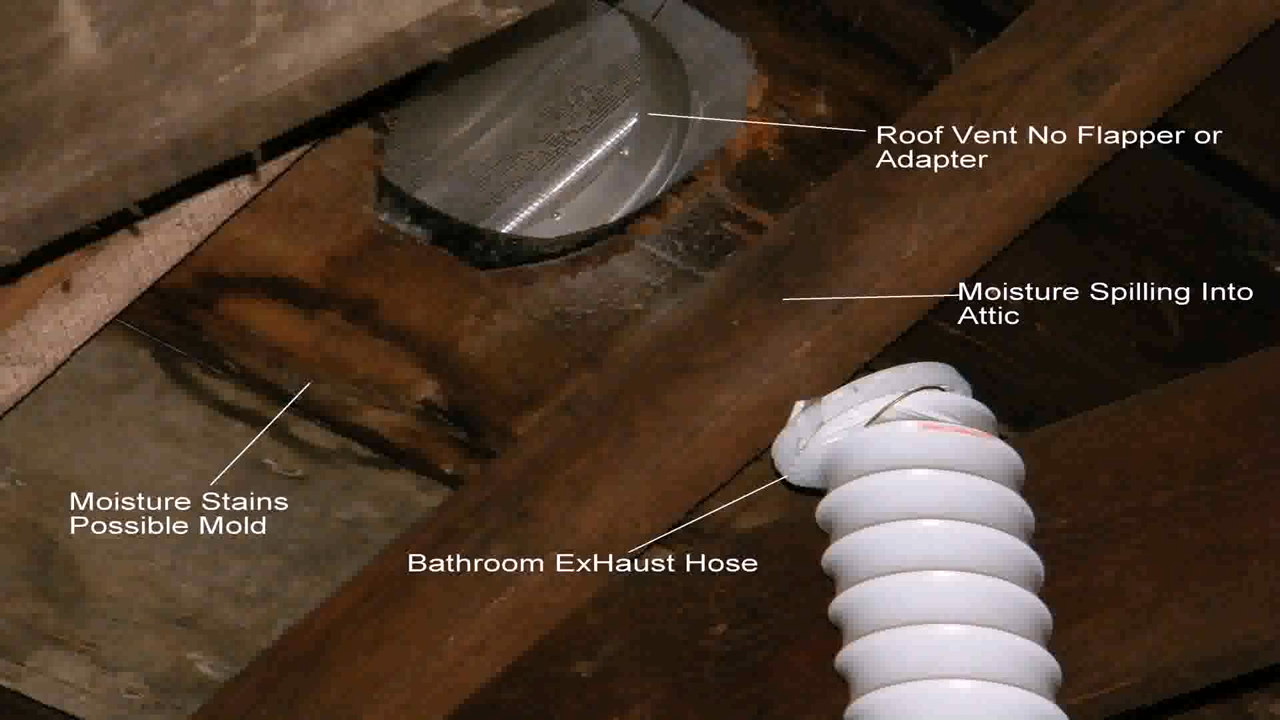 Roof Vent No Flapper or
Adapter
Moisture Spilling Into
Attic
Moisture Stains
Possible Mold
Bathroom ExHaust Hose